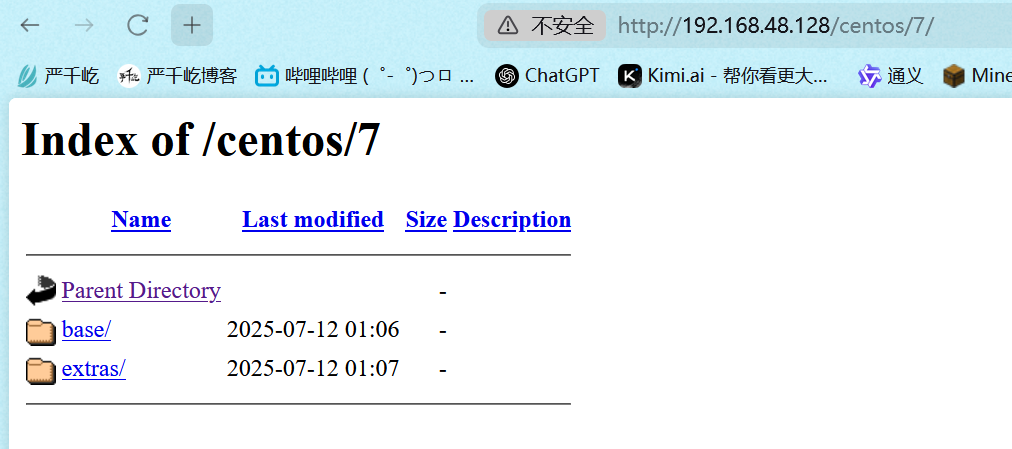 不安全 http://192.168.48.128/centos/7/
严千屹 严千屹博客 哔哩哔哩 ( ゜- ゜)つロ ... ChatGPT Kimi.ai - 帮你看更大... 通义 Mine
Index of /centos/7
Name Last modified Size Description
Parent Directory -
base/ 2025-07-12 01:06 -
extras/ 2025-07-12 01:07 -